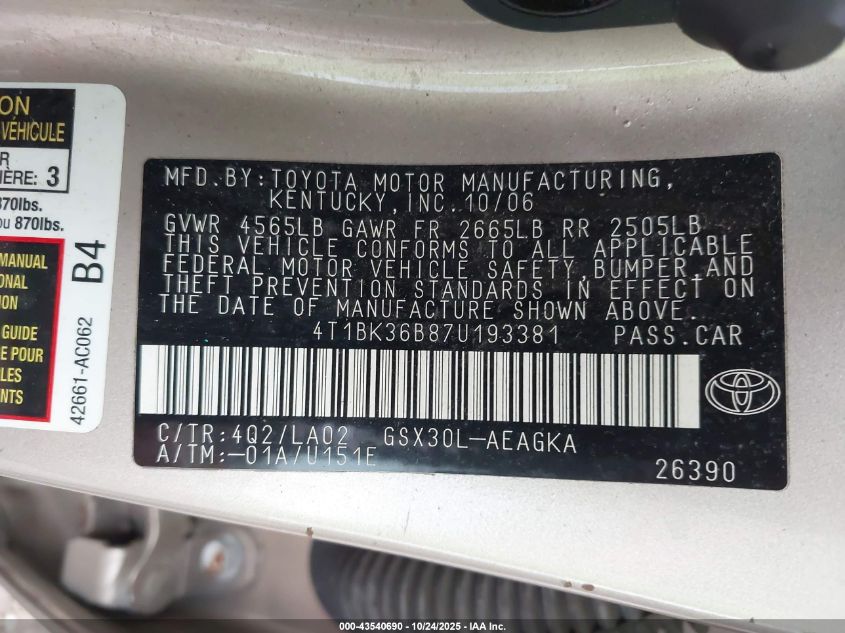 ON
-VÉHICULE
R
IÈRE: 3
870lbs.
ou 870lbs.
MANUAL
ONAL
ION
GUIDE
E POUR
LES
NTS
B4
42661-AC062
MFD.BY:TOYOTA MOTOR MANUFACTURING,
KENTUCKY,INC.10/06
GVWR 4565LB GAWR FR 2665LB RR 2505LB
THIS VEHICLE CONFORMS TO ALL APPLICABLE
FEDERAL MOTOR VEHICLE SAFETY,BUMPER,AND
THEFT PREVENTION STANDARDS IN EFFECT ON
THE DATE OF MANUFACTURE SHOWN ABOVE.
4T1BK36B87U193381 PASS.CAR
C/TR:4Q2/LA02 GSX30L-AEAGKA
A/TM:-01A/U151E
26390
000-43540690 - 10/24/2025 - IAA Inc.